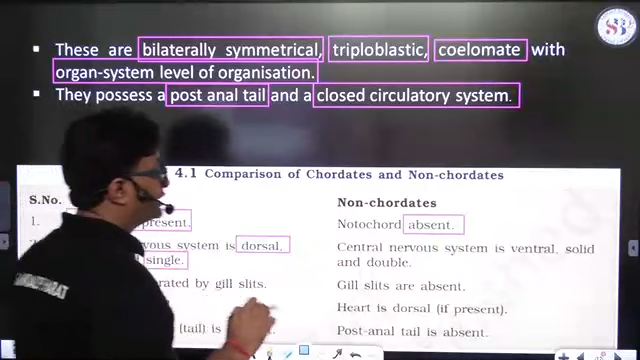 These are bilaterally symmetrical, triploblastic, coelomate with
organ-system level of organisation.
They possess a post anal tail and a closed circulatory system.
4.1 Comparison of Chordates and Non-chordates
S.No.
Non-chordates
1.
present.
Notochord absent.
system is dorsal,
Central nervous system is ventral, solid
single.
and double.
by gill slits.
Gill slits are absent.
Heart is dorsal (if present).
(tail) is
Post-anal tail is absent.